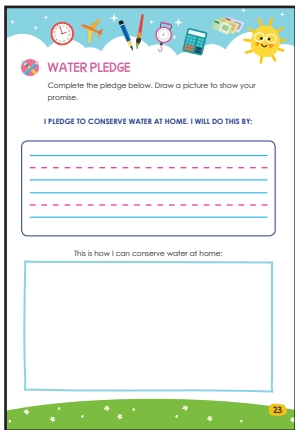 WATER PLEDGE
Complete the pledge below. Draw a picture to show your
promise.
I PLEDGE TO CONSERVE WATER AT HOME. I WILL DO THIS BY:
This is how I can conserve water at home:
23